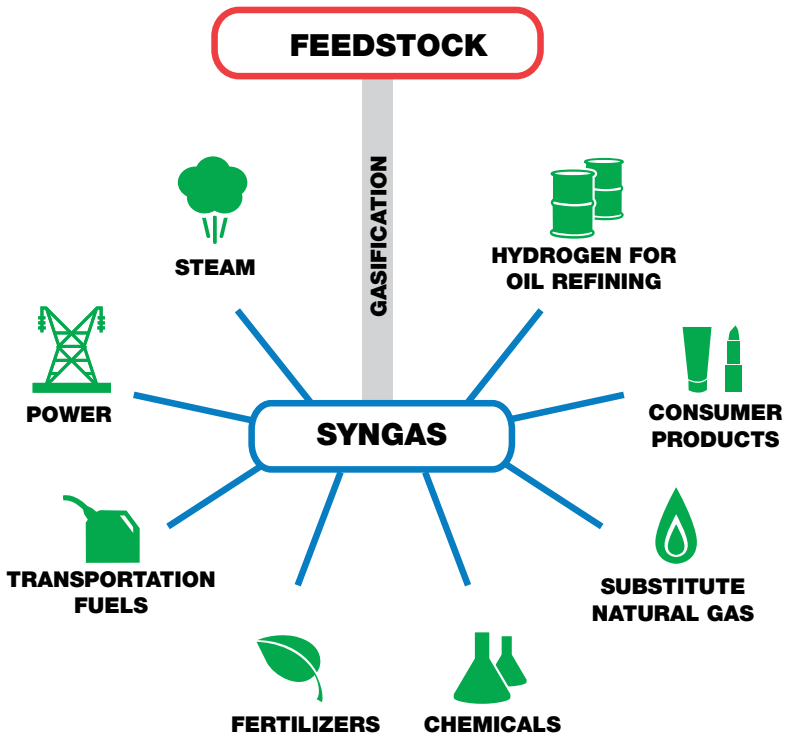 FEEDSTOCK
GASIFICATION
STEAM
HYDROGEN FOR
OIL REFINING
POWER
CONSUMER
PRODUCTS
SYNGAS
TRANSPORTATION
FUELS
SUBSTITUTE
NATURAL GAS
FERTILIZERS
CHEMICALS